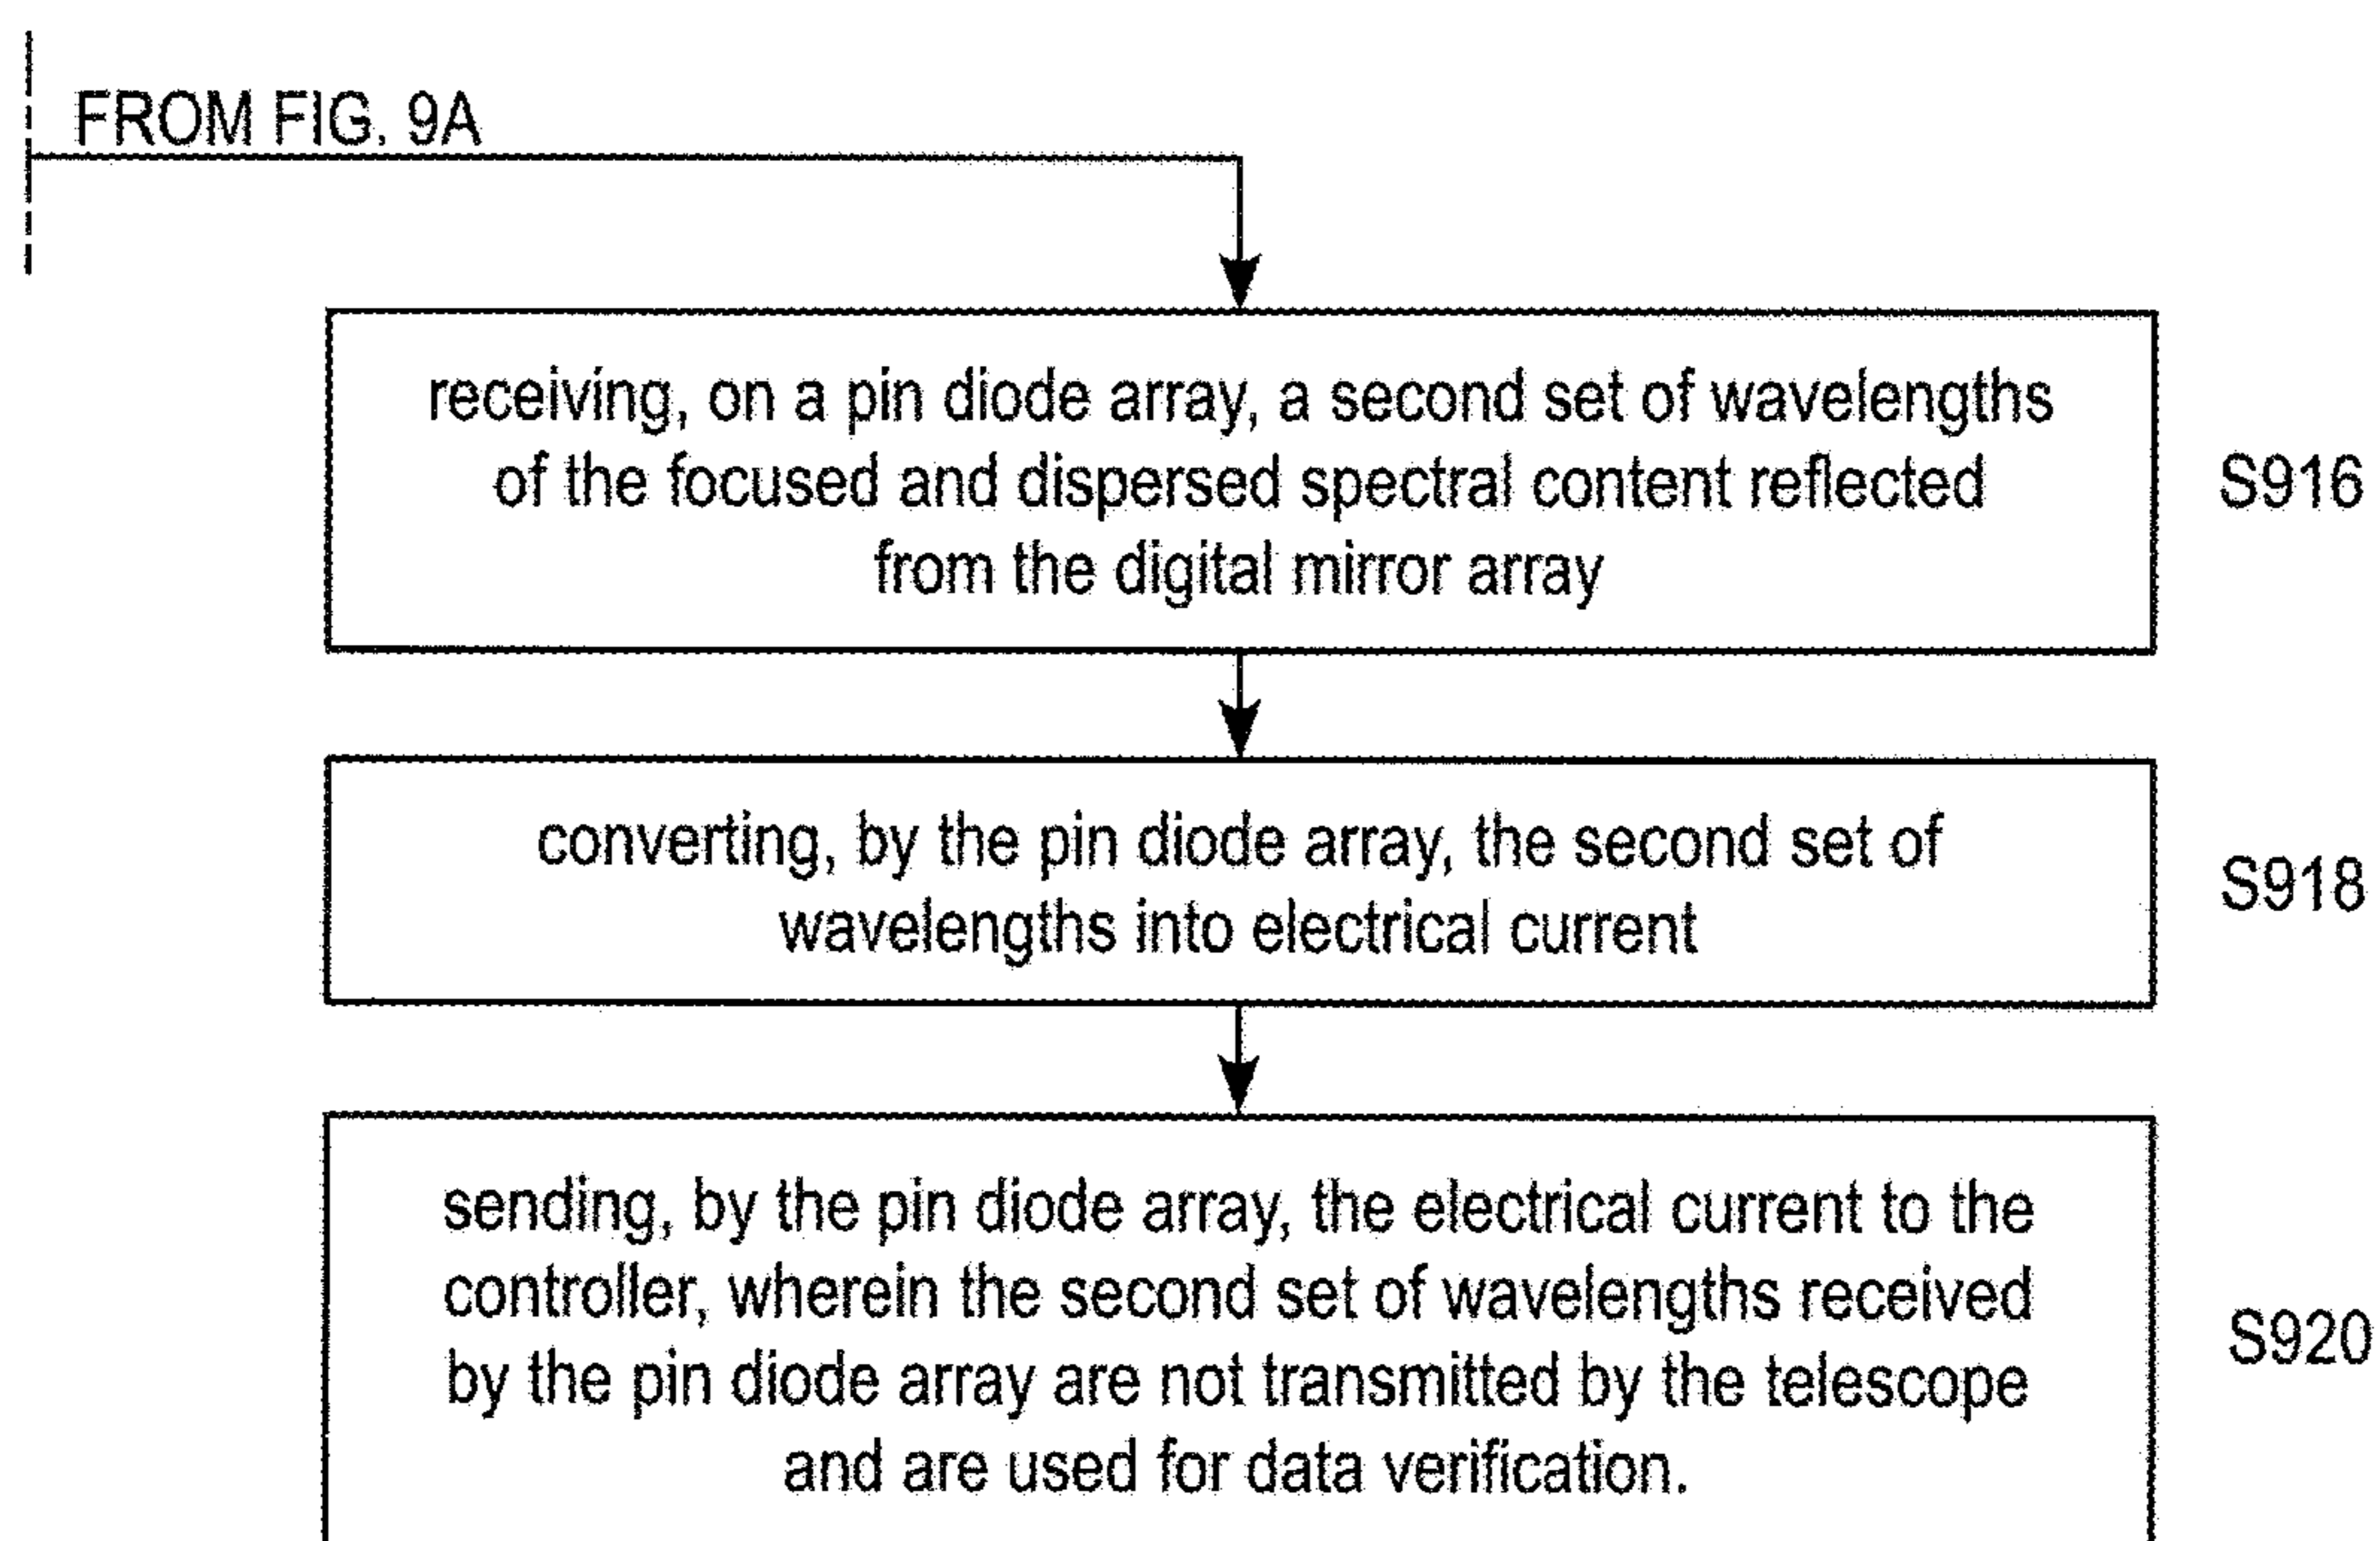 FROM FIG. 9A
receiving, on a pin diode array, a second set of wavelengths
of the focused and dispersed spectral content reflected
from the digital mirror array
S916
converting, by the pin diode array, the second set of
wavelengths into electrical current
S918
sending, by the pin diode array, the electrical current to the
controller, wherein the second set of wavelengths received
by the pin diode array are not transmitted by the telescope
and are used for data verification.
S920